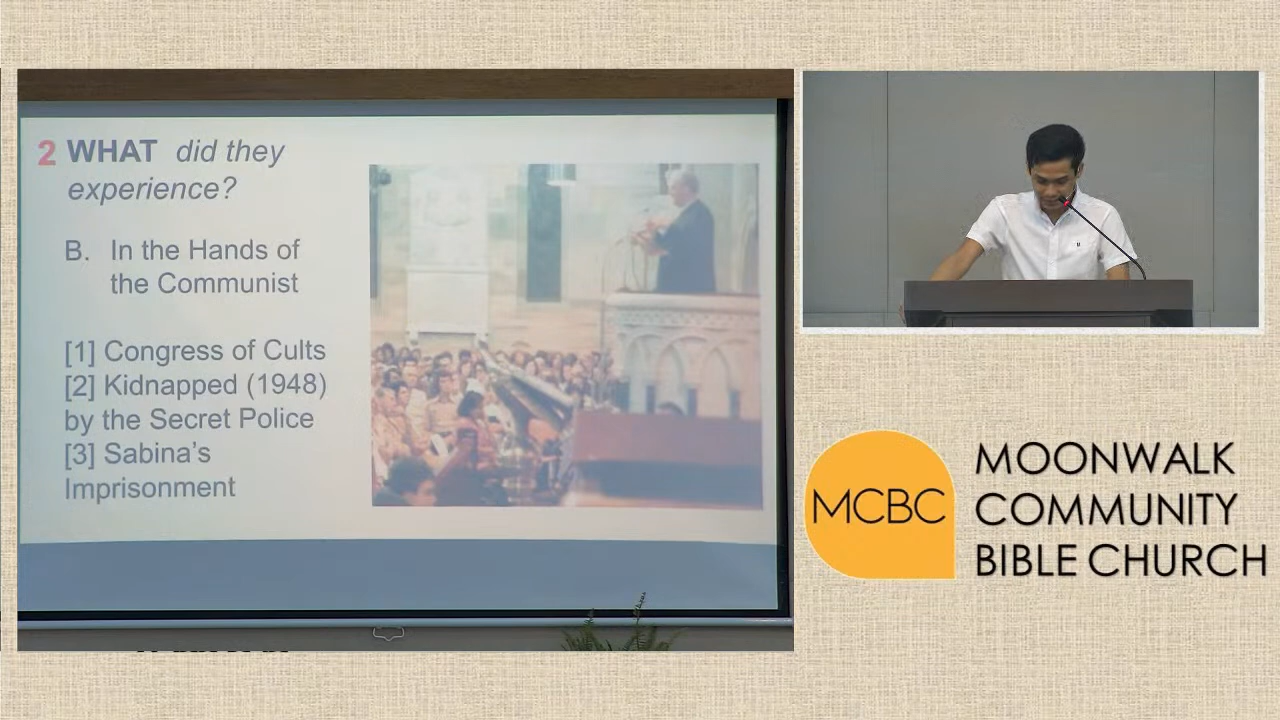 2 WHAT did they
experience?
B. In the Hands of
the Communist
[1] Congress of Cults
[2] Kidnapped (1948)
by the Secret Police
[3] Sabina's
Imprisonment
MCBC
MOONWALK
COMMUNITY
BIBLE CHURCH